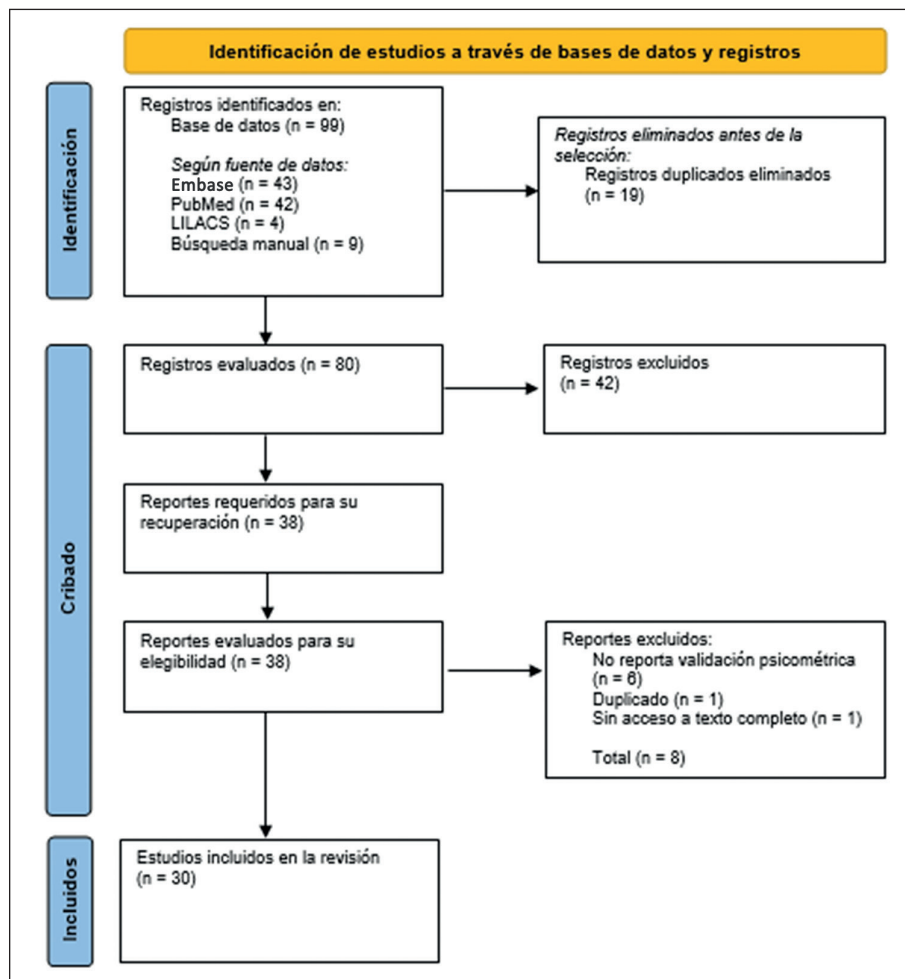 Identificación de estudios a través de bases de datos y registros
Identificación
Registros identificados en:
Base de datos (n = 99)
Según fuente de datos:
Embase (n = 43)
PubMed (n = 42)
LILACS (n = 4)
Búsqueda manual (n = 9)
Registros eliminados antes de la
selección:
Registros duplicados eliminados
(n = 19)
Cribado
Registros evaluados (n = 80)
Registros excluidos
(n = 42)
Reportes requeridos para su
recuperación (n = 38)
Reportes evaluados para su
elegibilidad (n = 38)
Reportes excluidos:
No reporta validación psicométrica
(n = 6)
Duplicado (n = 1)
Sin acceso a texto completo (n = 1)
Total (n = 8)
Incluidos
Estudios incluidos en la revisión
(n = 30)